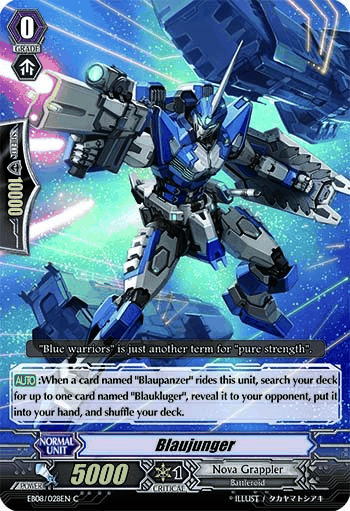 0
GRADE
10000
"Blue warriors" is just another term for "pure strength".
AUTO:When a card named "Blaupanzer" rides this unit, search your deck
for up to one card named "Blaukluger", reveal it to your opponent, put it
into your hand, and shuffle your deck.
NORMAL
UNIT
Blaujunger
POWER
5000
1
CRITICAL
Nova Grappler
Battleroid
EB08/028EN C
ILLUST / タカヤマトシアキ